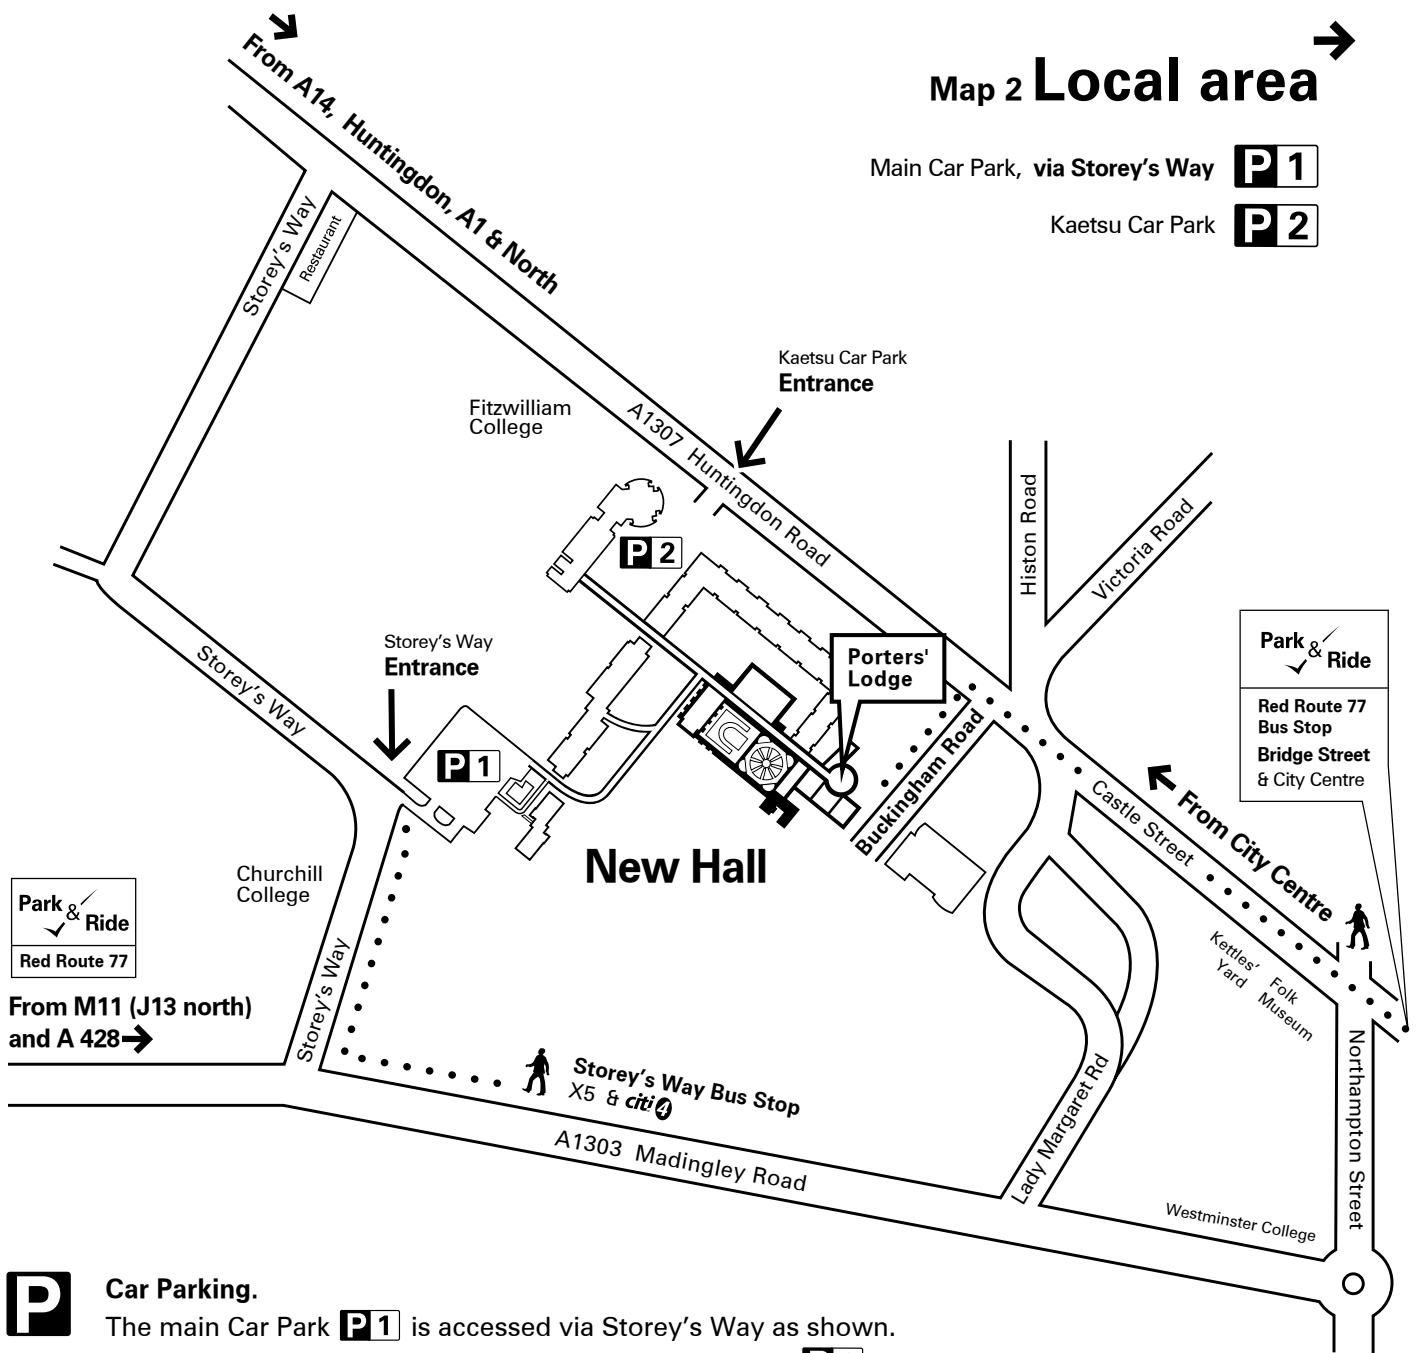 Map 2 Local area
Main Car Park, via Storey's Way P 1
Kaetsu Car Park P 2
From A14, Huntingdon, A1 & North
Storey's Way
Restaurant
Kaetsu Car Park
Entrance
Fitzwilliam
College
A1307 Huntingdon Road
Histon Road
Victoria Road
P 2
Storey's Way
Entrance
Storey's Way
Porters'
Lodge
Park & Ride
Red Route 77
Bus Stop
Bridge Street
& City Centre
P 1
Buckingham Road
Castle Street
From City Centre
New Hall
Churchill
College
Park & Ride
Red Route 77
From M11 (J13 north)
and A 428
Storey's Way
Kettles'
Yard
Folk
Museum
Storey's Way Bus Stop
X5 & citi 4
A1303 Madingley Road
Lady Margaret Rd
Northampton Street
Westminster College
P
Car Parking.
The main Car Park P 1 is accessed via Storey's Way as shown.